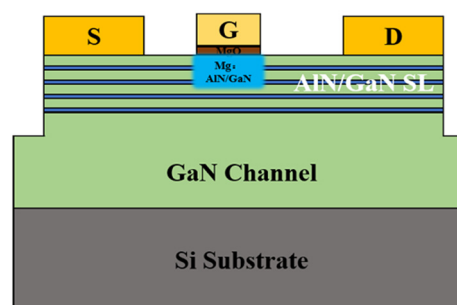 S
G
D
MgO
Mg:
AlN/GaN
AlN/GaN SL
GaN Channel
Si Substrate